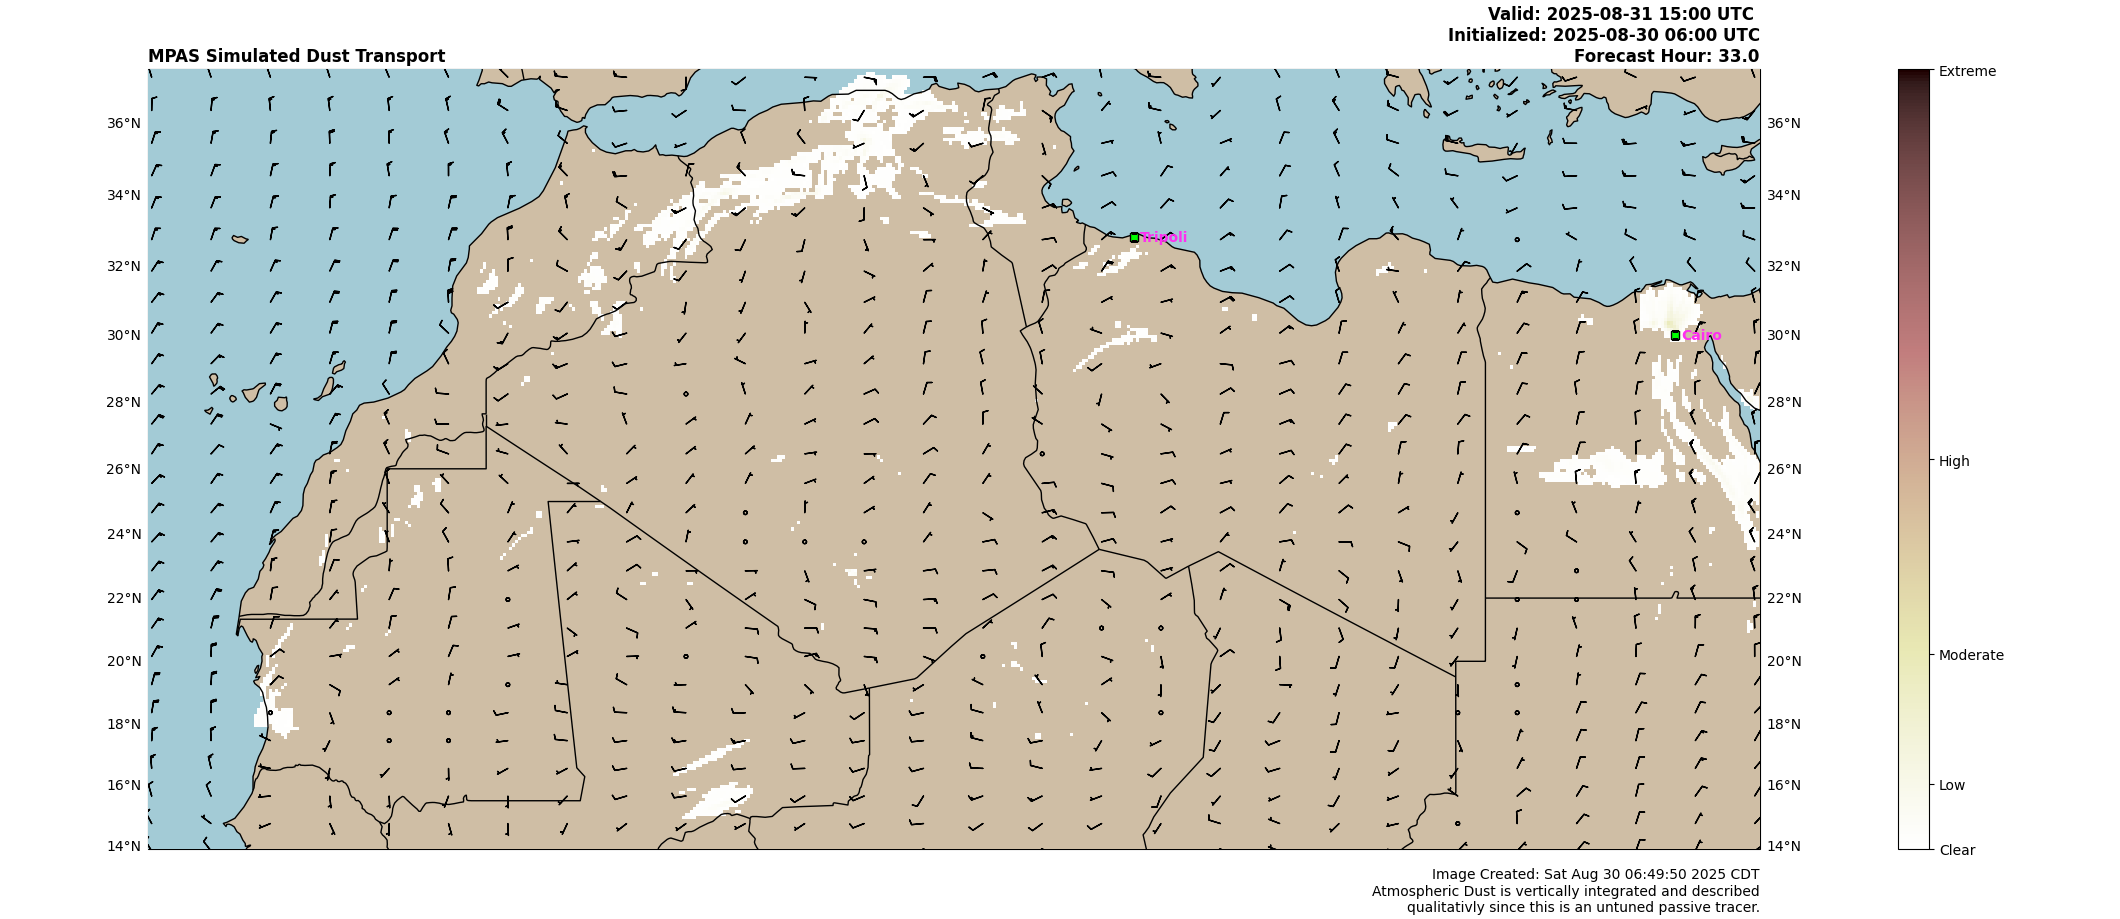 Valid: 2025-08-31 15:00 UTC
Initialized: 2025-08-30 06:00 UTC
MPAS Simulated Dust Transport
Forecast Hour: 33.0
Extreme
36°N
36°N
34°N
34°N
Tripoli
32°N
32°N
30°N
Cairo
30°N
28°N
28°N
26°N
26°N
High
24°N
24°N
22°N
22°N
20°N
20°N
Moderate
18°N
18°N
16°N
16°N
Low
14°N
14°N
Clear
Image Created: Sat Aug 30 06:49:50 2025 CDT
Atmospheric Dust is vertically integrated and described
qualitativly since this is an untuned passive tracer.